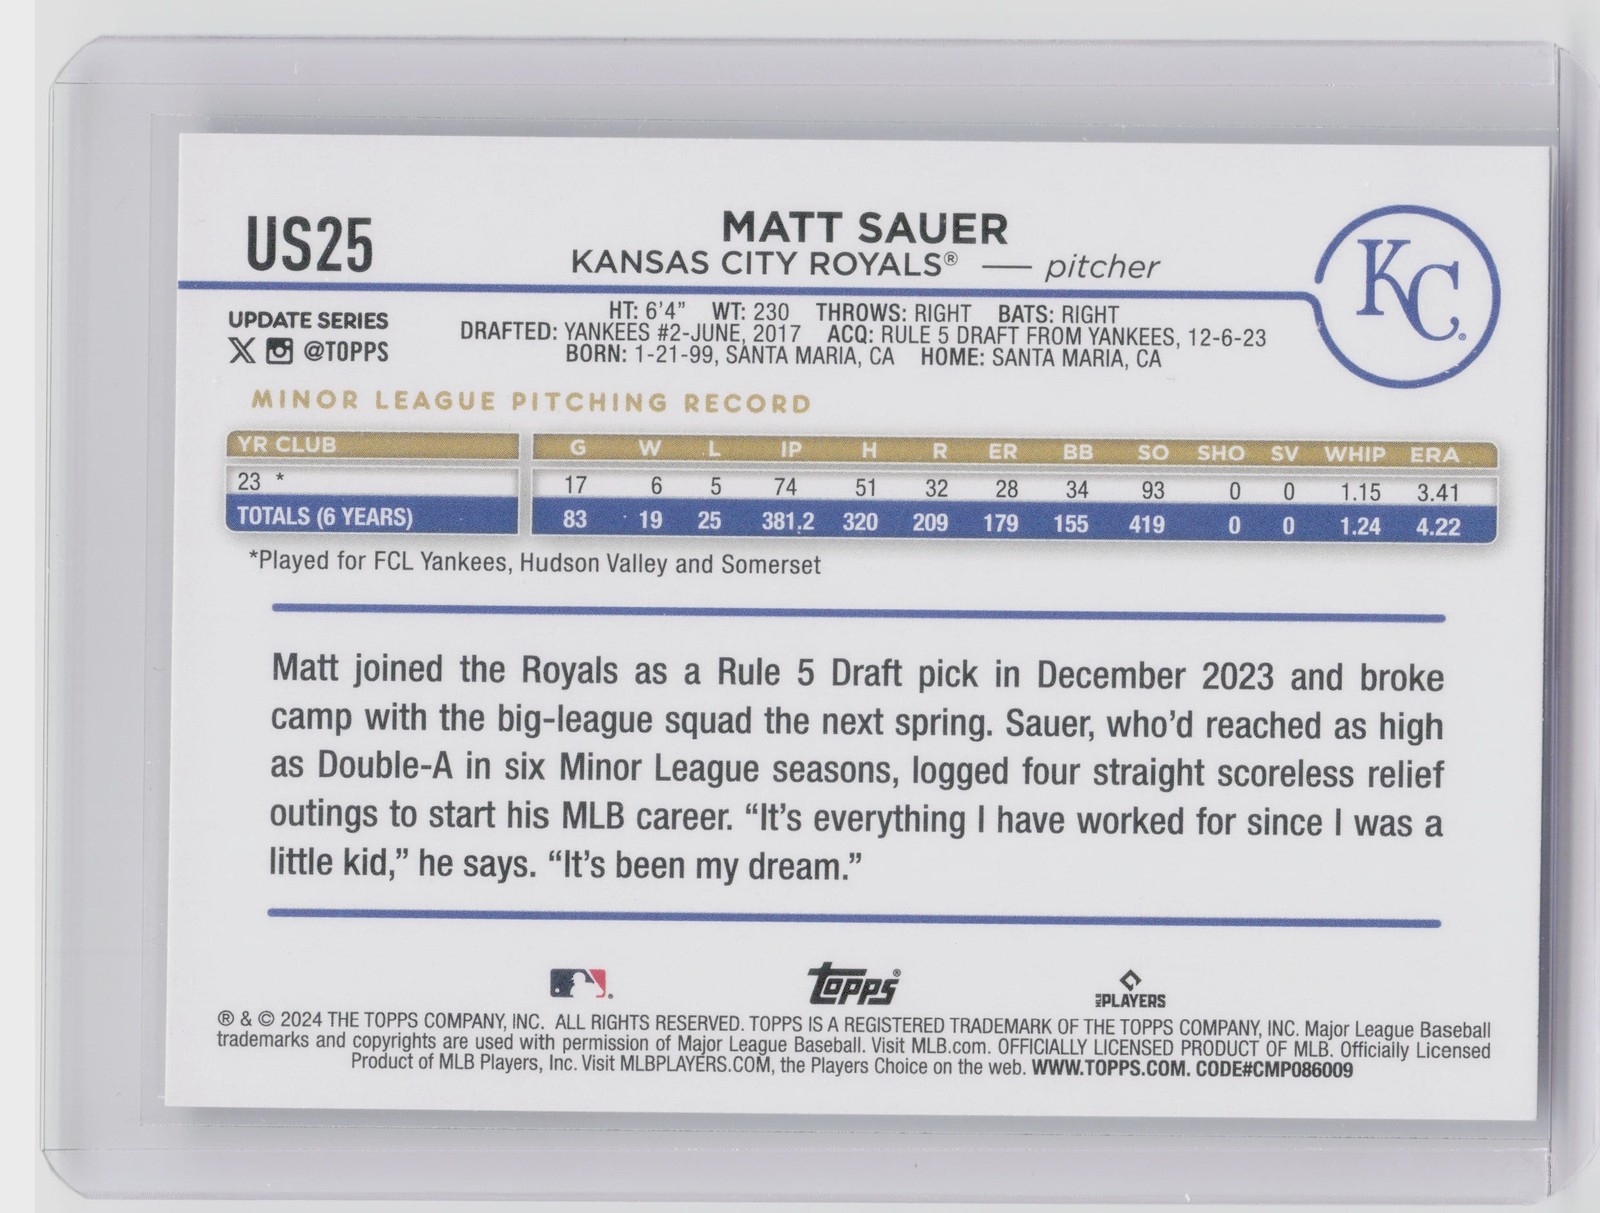 US25
MATT SAUER
KANSAS CITY ROYALS® — pitcher
KC
UPDATE SERIES
X @TOPPS
HT: 6'4" WT: 230 THROWS: RIGHT BATS: RIGHT
DRAFTED: YANKEES #2-JUNE, 2017 ACQ: RULE 5 DRAFT FROM YANKEES, 12-6-23
BORN: 1-21-99, SANTA MARIA, CA HOME: SANTA MARIA, CA
MINOR LEAGUE PITCHING RECORD
YR CLUB G W L IP H R ER BB SO SHO SV WHIP ERA
23 * 17 6 5 74 51 32 28 34 93 0 0 1.15 3.41
TOTALS (6 YEARS) 83 19 25 381.2 320 209 179 155 419 0 0 1.24 4.22
*Played for FCL Yankees, Hudson Valley and Somerset
Matt joined the Royals as a Rule 5 Draft pick in December 2023 and broke
camp with the big-league squad the next spring. Sauer, who'd reached as high
as Double-A in six Minor League seasons, logged four straight scoreless relief
outings to start his MLB career. “It's everything I have worked for since I was a
little kid,” he says. “It's been my dream.”
Topps®
MLB PLAYERS
® & © 2024 THE TOPPS COMPANY, INC. ALL RIGHTS RESERVED. TOPPS IS A REGISTERED TRADEMARK OF THE TOPPS COMPANY, INC. Major League Baseball
trademarks and copyrights are used with permission of Major League Baseball. Visit MLB.com. OFFICIALLY LICENSED PRODUCT OF MLB. Officially Licensed
Product of MLB Players, Inc. Visit MLBPLAYERS.COM, the Players Choice on the web. WWW.TOPPS.COM. CODE#CMP086009